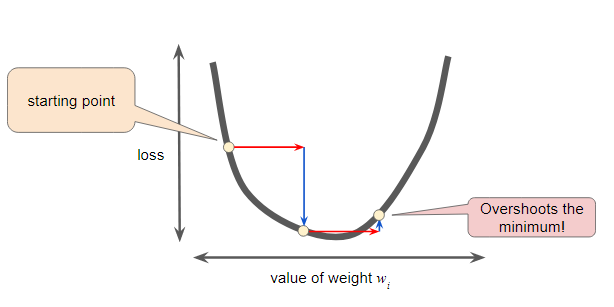 starting point
loss
Overshoots the
minimum!
value of weight wᵢ